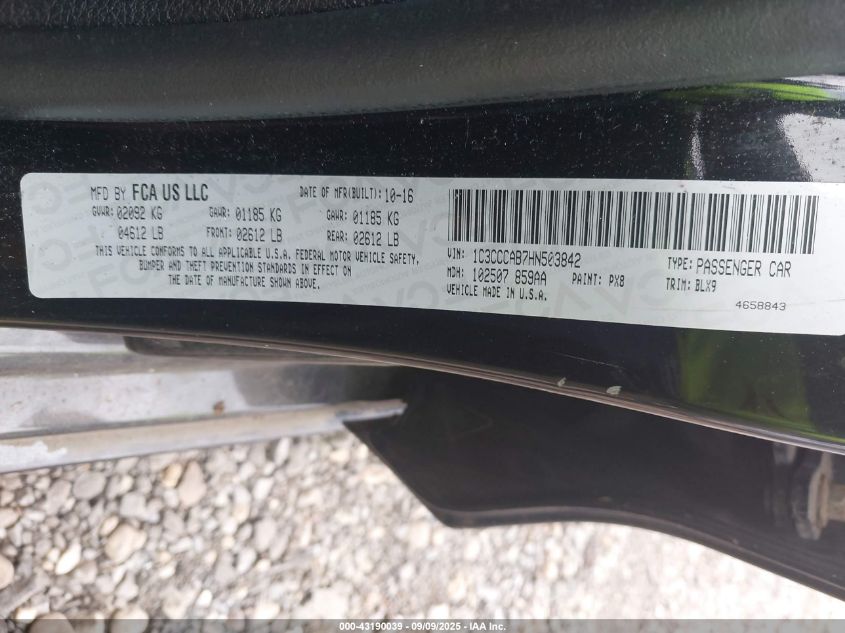 MFD BY FCA US LLC DATE OF MFR(BUILT): 10-16
GVWR: 02092 KG GAWR: 01185 KG GAWR: 01185 KG
04612 LB FRONT: 02612 LB REAR: 02612 LB
THIS VEHICLE CONFORMS TO ALL APPLICABLE U.S.A. FEDERAL MOTOR VEHICLE SAFETY,
BUMPER AND THEFT PREVENTION STANDARDS IN EFFECT ON
THE DATE OF MANUFACTURE SHOWN ABOVE.
VIN: 1C3CCCAB7HN503842 TYPE: PASSENGER CAR
MDH: 102507 859AA PAINT: PX8 TRIM: BLX9
VEHICLE MADE IN U.S.A.
4658843
000-43190039 - 09/09/2025 - IAA Inc.